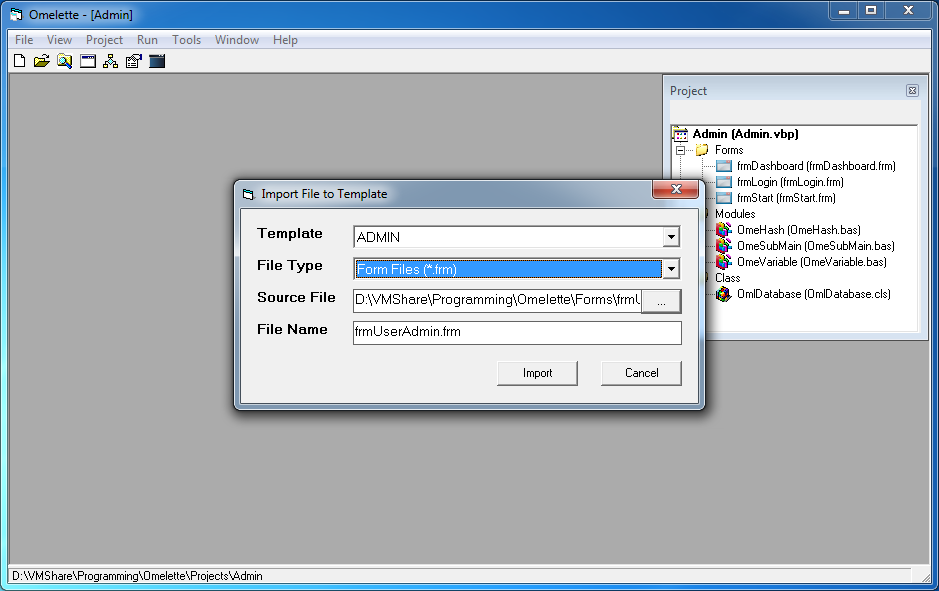 Omelette - [Admin]
File View Project Run Tools Window Help
Project
Admin (Admin.vbp)
Forms
frmDashboard (frmDashboard.frm)
frmLogin (frmLogin.frm)
frmStart (frmStart.frm)
Modules
OmeHash (OmeHash.bas)
OmeSubMain (OmeSubMain.bas)
OmeVariable (OmeVariable.bas)
Class
OmlDatabase (OmlDatabase.cls)
Import File to Template
Template ADMIN
File Type Form Files (*.frm)
Source File D:\VMShare\Programming\Omelette\Forms\frmU ...
File Name frmUserAdmin.frm
Import Cancel
D:\VMShare\Programming\Omelette\Projects\Admin